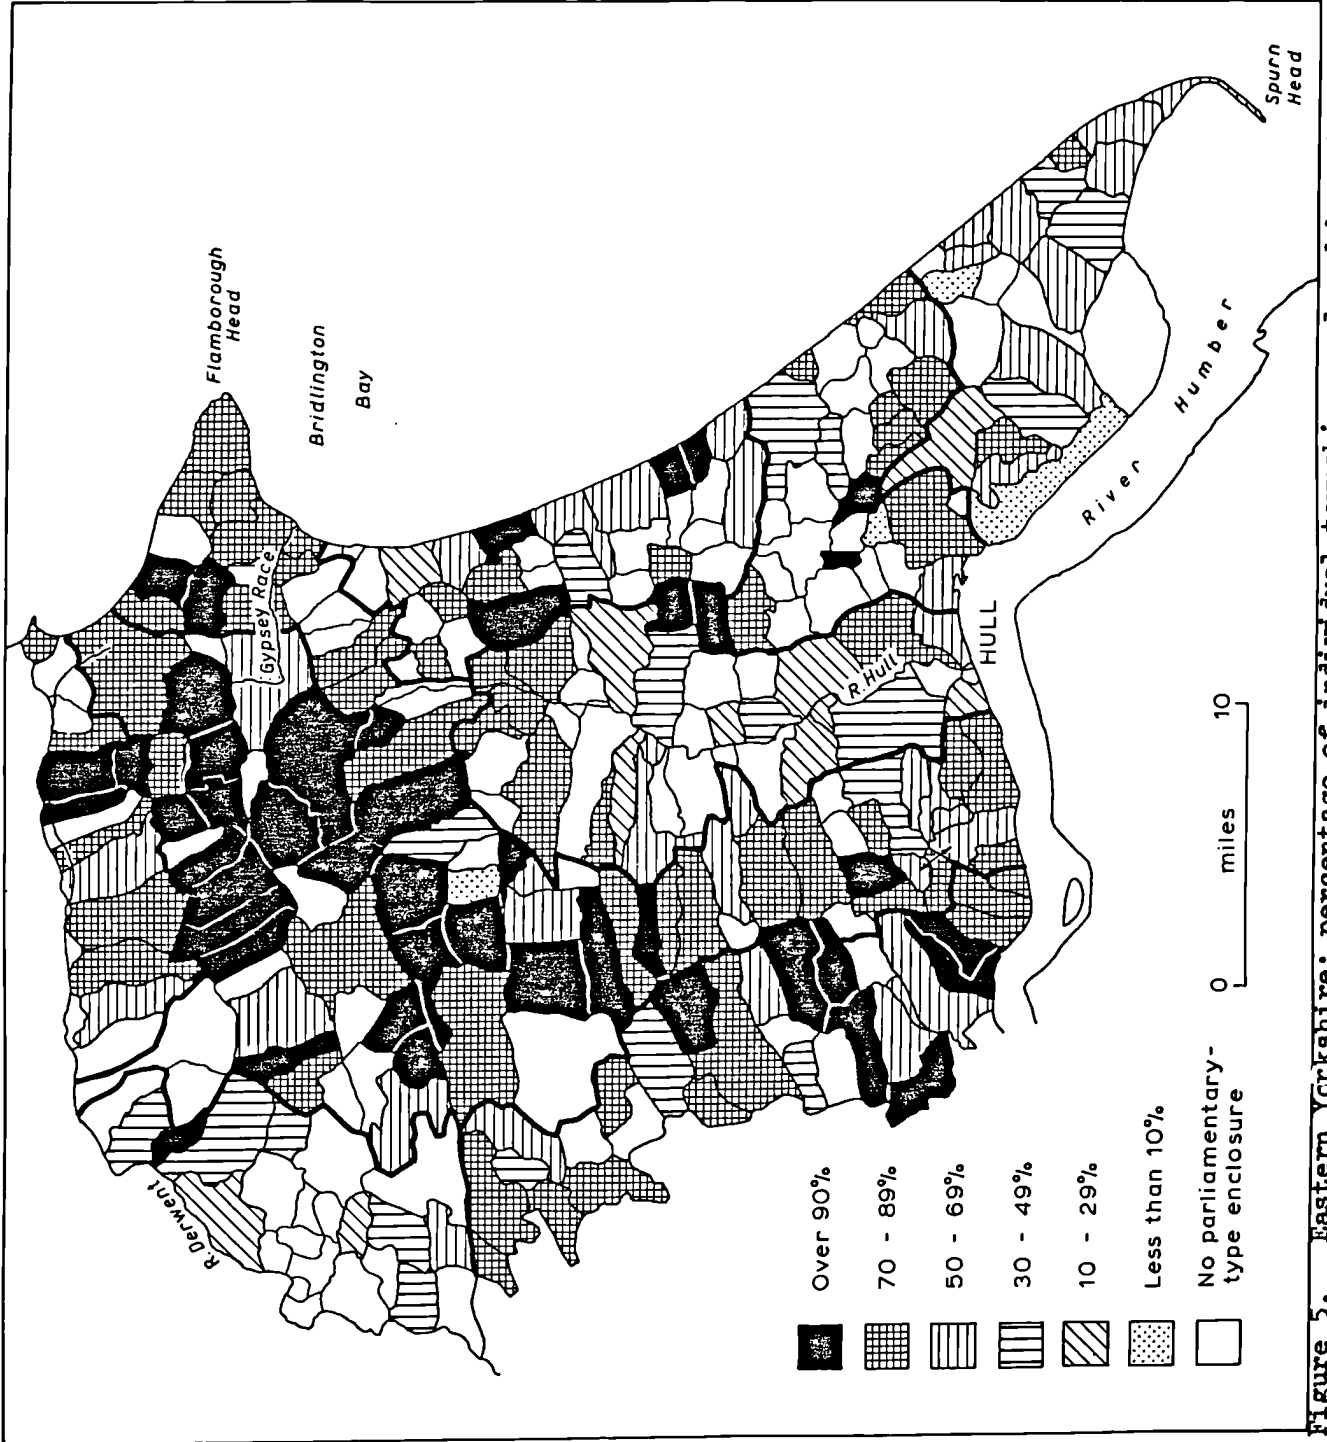 Flamborough
Head
Bridlington
Bay
Spurn
Head
Gypsey Race
R. Derwent
R. Hull
HULL
River Humber
0 miles 10
Over 90%
70 - 89%
50 - 69%
30 - 49%
10 - 29%
Less than 10%
No parliamentary-
type enclosure
Figure 5. Eastern Yorkshire: percentage of individual